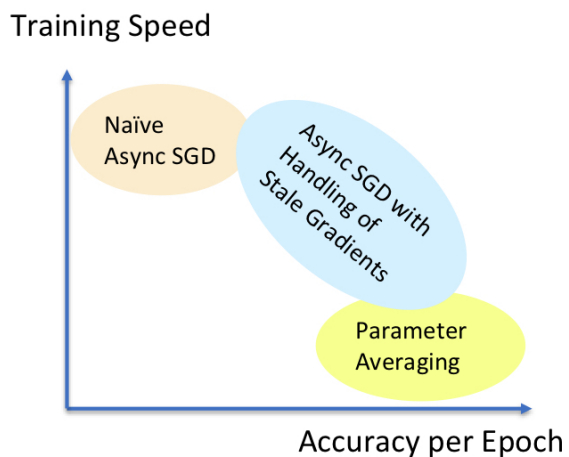 Training Speed
Naïve
Async SGD
Async SGD with
Handling of
Stale Gradients
Parameter
Averaging
Accuracy per Epoch